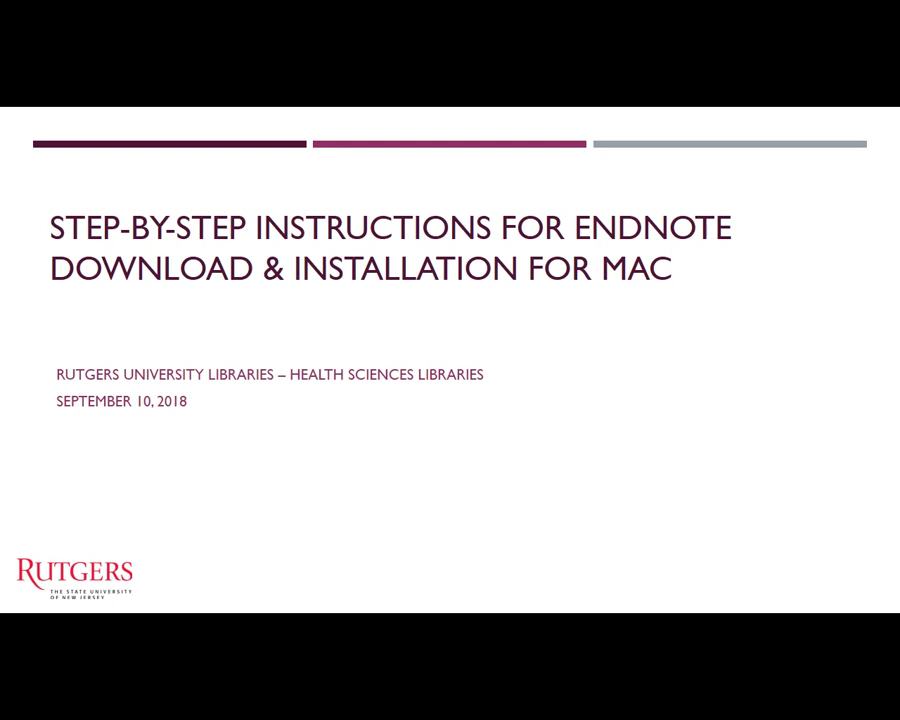 STEP-BY-STEP INSTRUCTIONS FOR ENDNOTE
DOWNLOAD & INSTALLATION FOR MAC
RUTGERS UNIVERSITY LIBRARIES – HEALTH SCIENCES LIBRARIES
SEPTEMBER 10, 2018
RUTGERS
THE STATE UNIVERSITY
OF NEW JERSEY